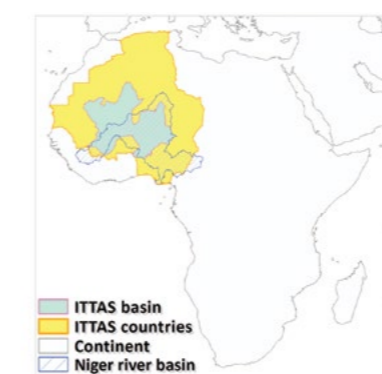 ITTAS basin
ITTAS countries
Continent
Niger river basin